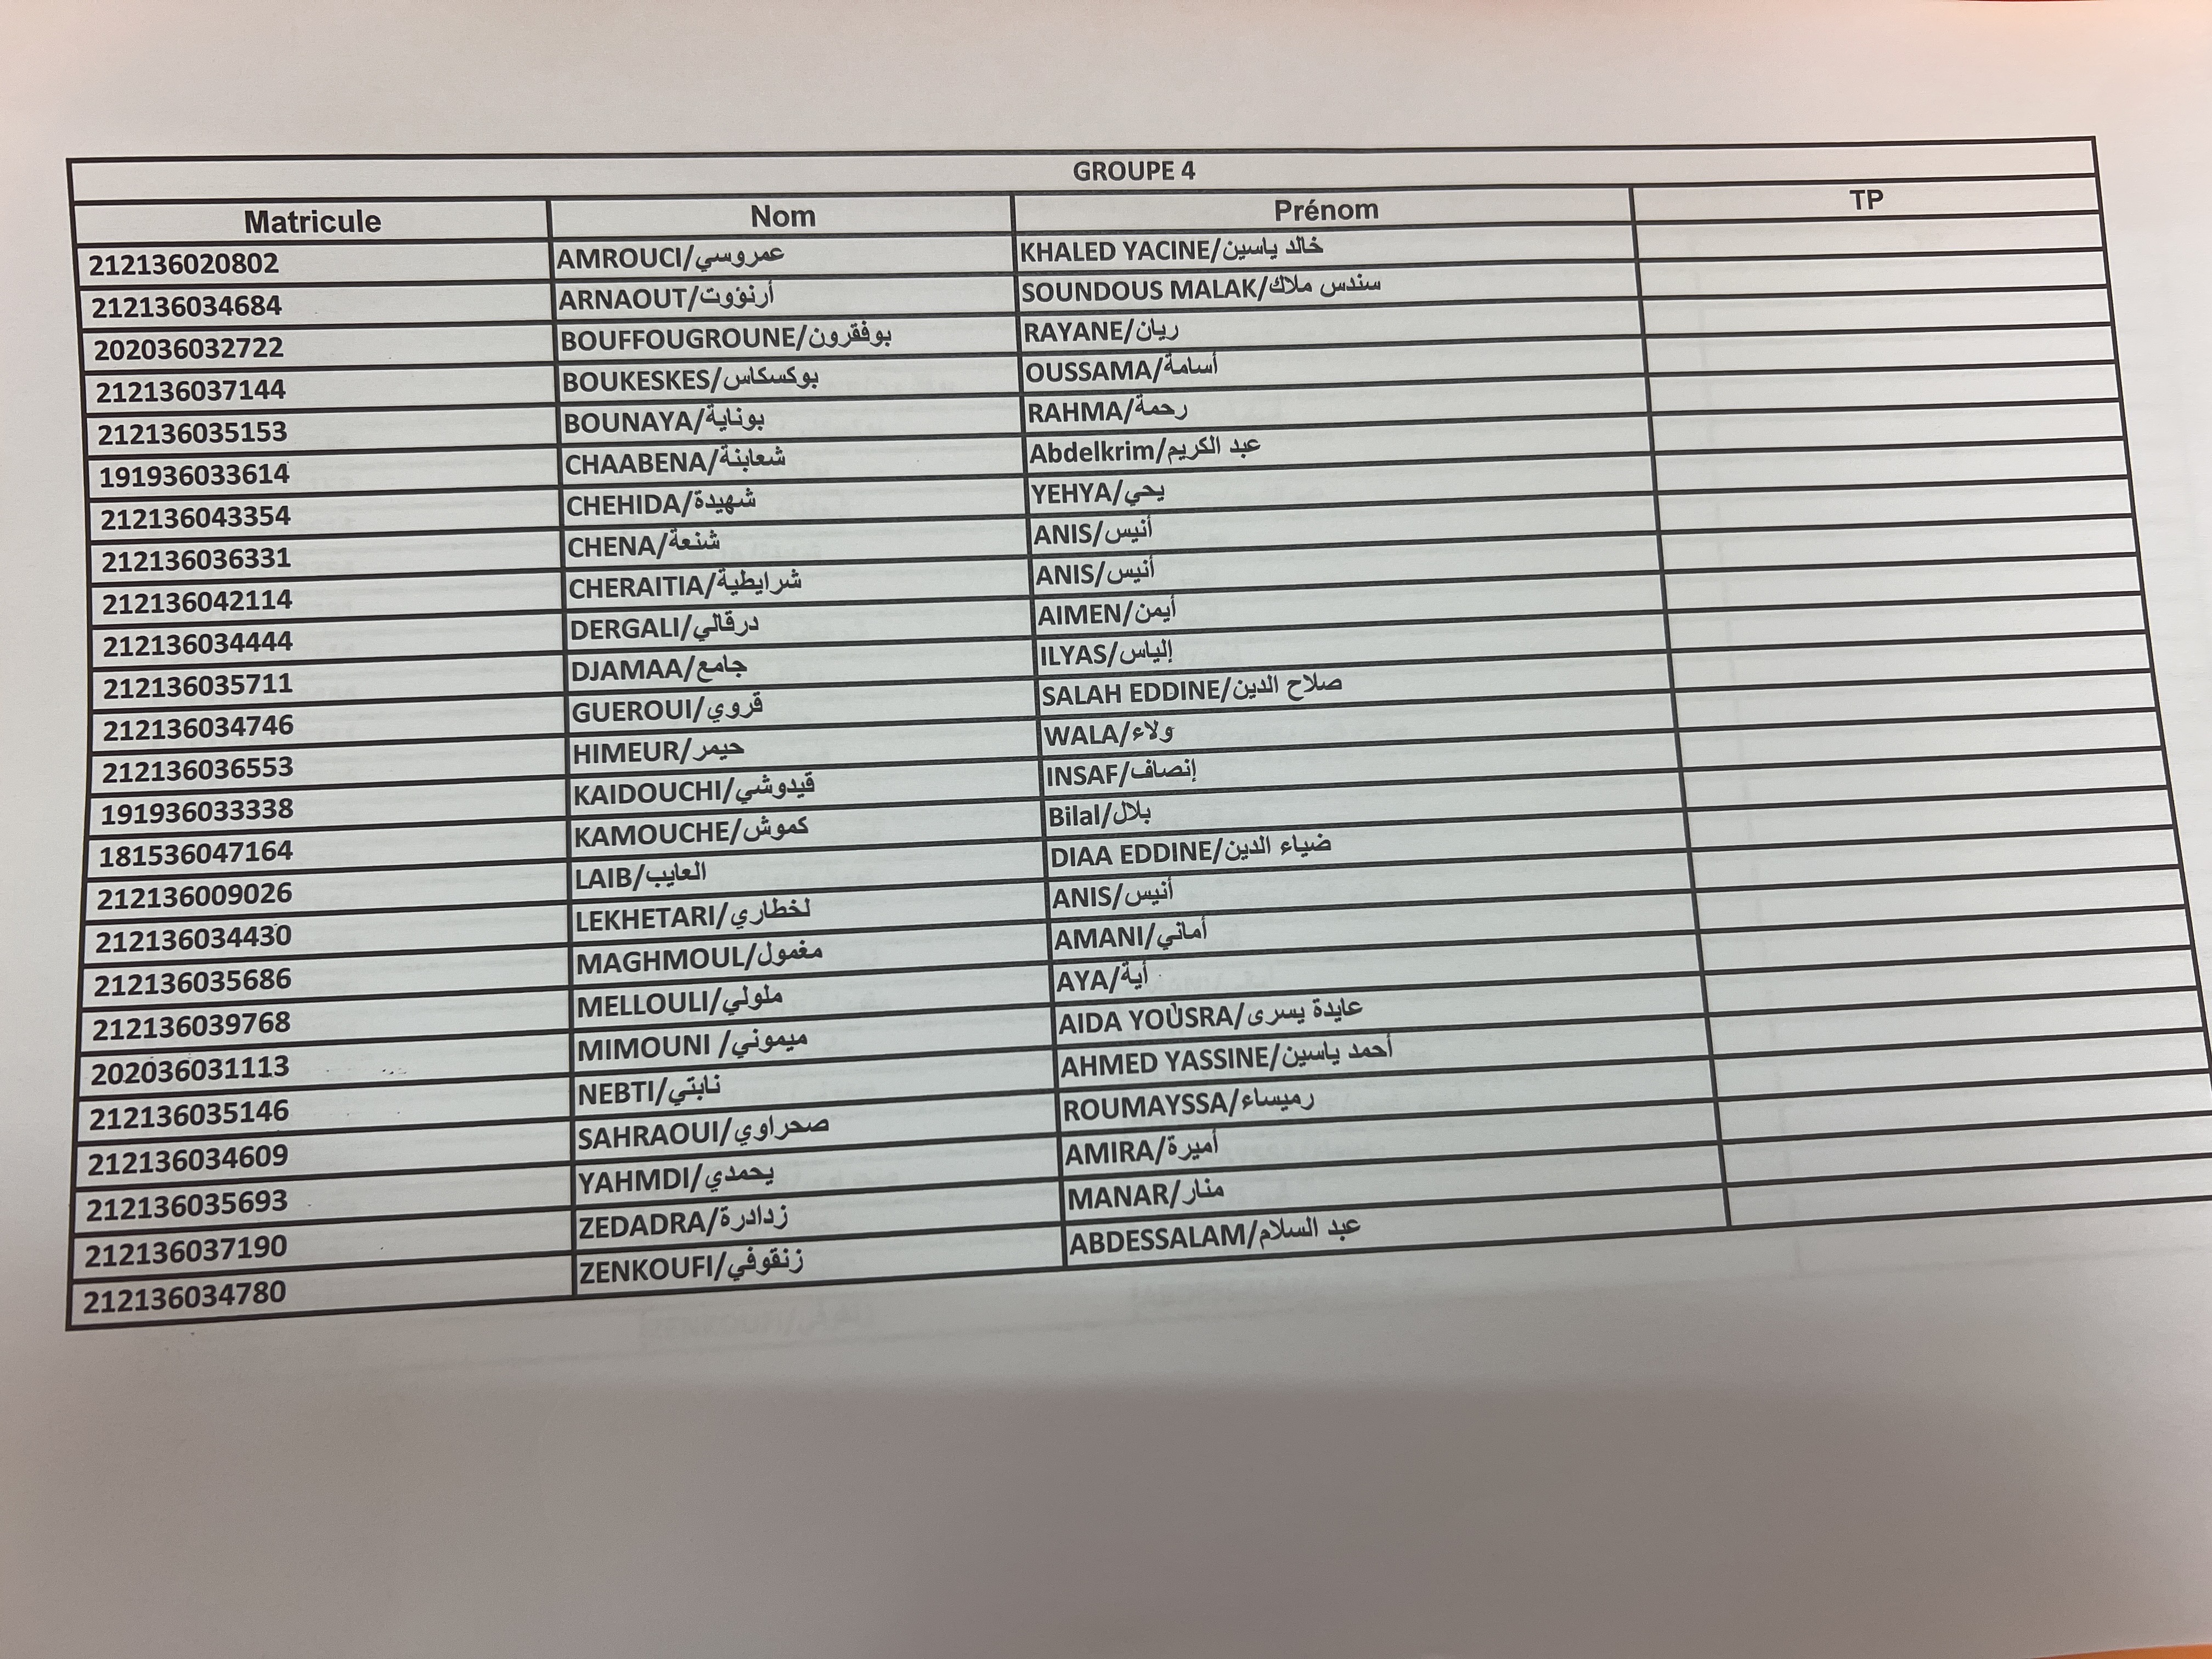 GROUPE 4
Matricule Nom Prénom TP
212136020802 AMROUCI/عمروسي KHALED YACINE/خالد ياسين
212136034684 ARNAOUT/أرنؤوت SOUNDOUS MALAK/سندس ملاك
202036032722 BOUFFOUGROUNE/بوفقرون RAYANE/ريان
212136037144 BOUKESKES/بوكسكاس OUSSAMA/أسامة
212136035153 BOUNAYA/بوناية RAHMA/رحمة
191936033614 CHAABENA/شعابنة Abdelkrim/عبد الكريم
212136043354 CHEHIDA/شهيدة YEHYA/يحي
212136036331 CHENA/شنعة ANIS/أنيس
212136042114 CHERAITIA/شرايطية ANIS/أنيس
212136034444 DERGALI/درقالي AIMEN/أيمن
212136035711 DJAMAA/جامع ILYAS/إلياس
212136034746 GUEROUI/قروي SALAH EDDINE/صلاح الدين
212136036553 HIMEUR/حيمر WALA/ولاء
191936033338 KAIDOUCHI/قيدوشي INSAF/إنصاف
181536047164 KAMOUCHE/كموش Bilal/بلال
212136009026 LAIB/العايب DIAA EDDINE/ضياء الدين
212136034430 LEKHETARI/لخطاري ANIS/أنيس
212136035686 MAGHMOUL/مغمول AMANI/أماني
212136039768 MELLOULI/ملولي AYA/أية
202036031113 MIMOUNI /ميموني AIDA YOUSRA/عايدة يسرى
212136035146 NEBTI/نابتي AHMED YASSINE/أحمد ياسين
212136034609 SAHRAOUI/صحراوي ROUMAYSSA/رميساء
212136035693 YAHMDI/يحمدي AMIRA/أميرة
212136037190 ZEDADRA/زدادرة MANAR/منار
212136034780 ZENKOUFI/زنقوفي ABDESSALAM/عبد السلام